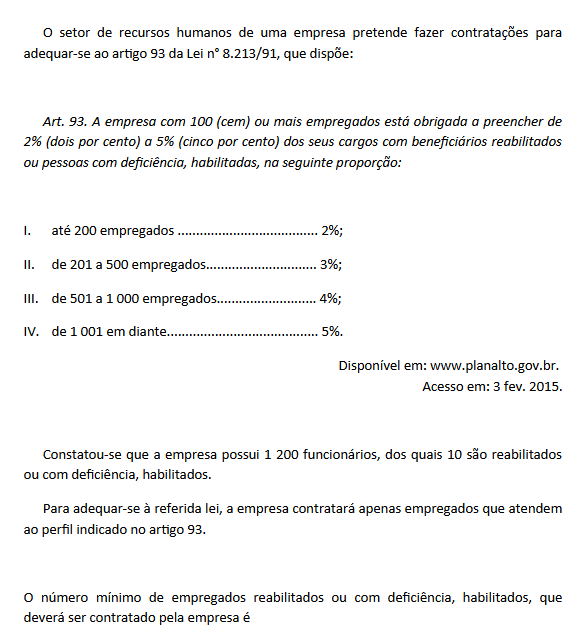 O setor de recursos humanos de uma empresa pretende fazer contratações para
adequar-se ao artigo 93 da Lei n° 8.213/91, que dispõe:
Art. 93. A empresa com 100 (cem) ou mais empregados está obrigada a preencher de
2% (dois por cento) a 5% (cinco por cento) dos seus cargos com beneficiários reabilitados
ou pessoas com deficiência, habilitadas, na seguinte proporção:
I. até 200 empregados ...................................... 2%;
II. de 201 a 500 empregados.............................. 3%;
III. de 501 a 1 000 empregados........................... 4%;
IV. de 1 001 em diante......................................... 5%.
Disponível em: www.planalto.gov.br.
Acesso em: 3 fev. 2015.
Constatou-se que a empresa possui 1 200 funcionários, dos quais 10 são reabilitados
ou com deficiência, habilitados.
Para adequar-se à referida lei, a empresa contratará apenas empregados que atendem
ao perfil indicado no artigo 93.
O número mínimo de empregados reabilitados ou com deficiência, habilitados, que
deverá ser contratado pela empresa é